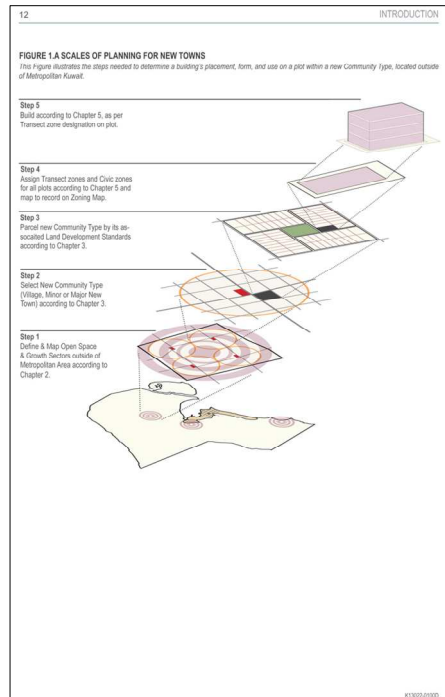 12
INTRODUCTION
FIGURE 1.A SCALES OF PLANNING FOR NEW TOWNS
This Figure illustrates the steps needed to determine a building's placement, form, and use on a plot within a new Community Type, located outside
of Metropolitan Kuwait.
Step 5
Build according to Chapter 5, as per
Transect zone designation on plot.
Step 4
Assign Transect zones and Civic zones
for all plots according to Chapter 5 and
map to record on Zoning Map.
Step 3
Parcel new Community Type by its as-
socaited Land Development Standards
according to Chapter 3.
Step 2
Select New Community Type
(Village, Minor or Major New
Town) according to Chapter 3.
Step 1
Define & Map Open Space
& Growth Sectors outside of
Metropolitan Area according to
Chapter 2.
K13022-0100D